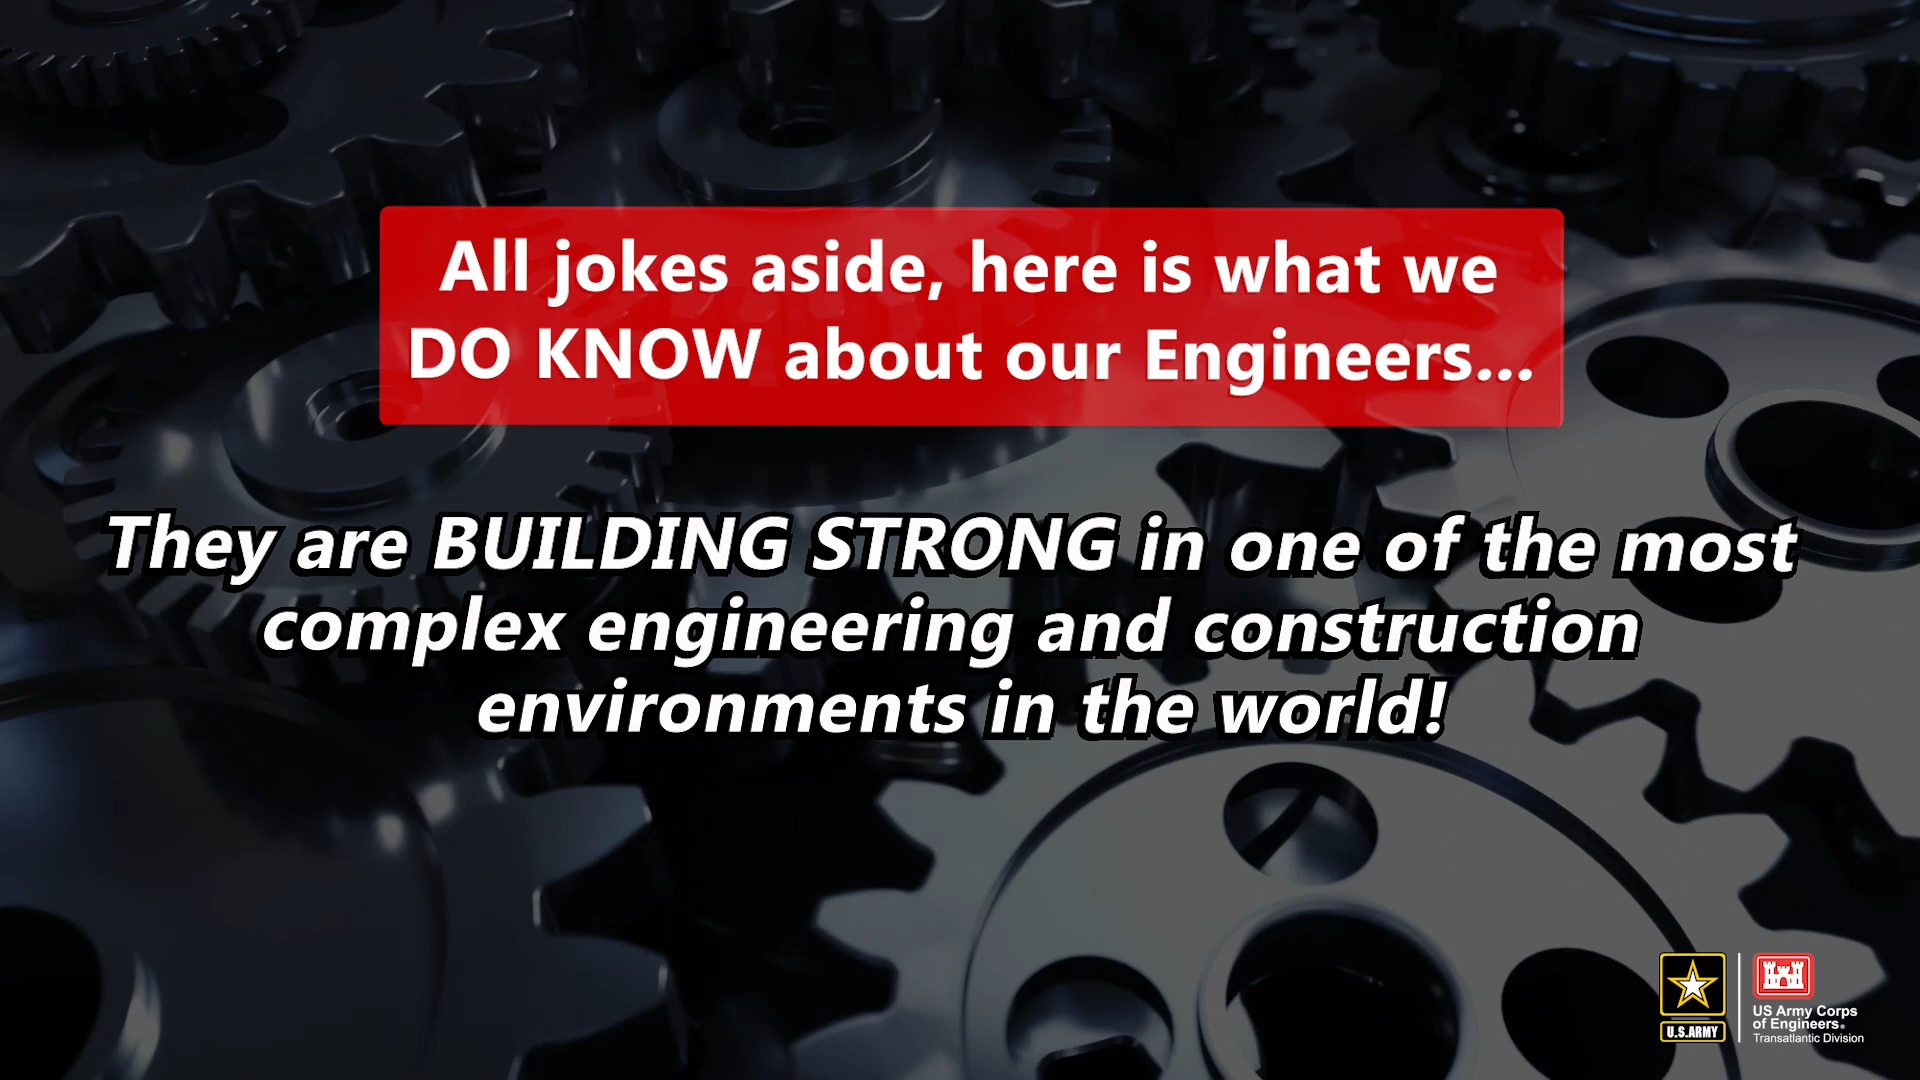 All jokes aside, here is what we
DO KNOW about our Engineers...
They are BUILDING STRONG in one of the most
complex engineering and construction
environments in the world!
U.S.ARMY
US Army Corps
of Engineers®
Transatlantic Division